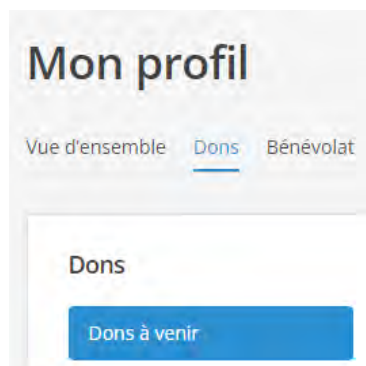 Mon profil
Vue d'ensemble Dons Bénévolat
Dons
Dons à venir